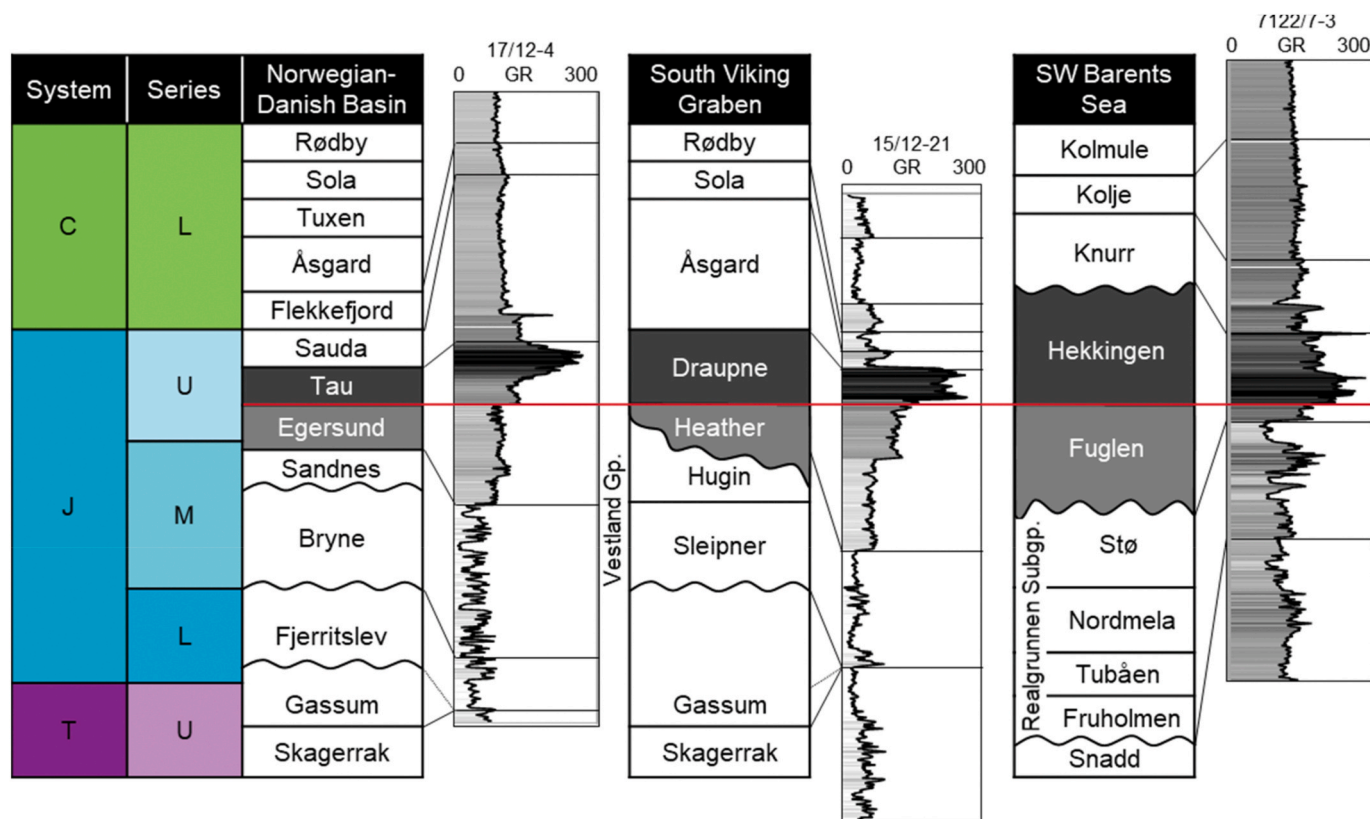 7122/7-3
17/12-4
0 GR 300
System
Series
Norwegian-
Danish Basin
0 GR 300
South Viking
Graben
15/12-21
0 GR 300
SW Barents
Sea
C
L
J
U
M
L
T
U
Rødby
Sola
Tuxen
Åsgard
Flekkefjord
Sauda
Tau
Egersund
Sandnes
Bryne
Fjerritslev
Gassum
Skagerrak
Vestland Gp.
Rødby
Sola
Åsgard
Draupne
Heather
Hugin
Sleipner
Gassum
Skagerrak
Realgrunnen Subgp.
Kolmule
Kolje
Knurr
Hekkingen
Fuglen
Stø
Nordmela
Tubåen
Fruholmen
Snadd